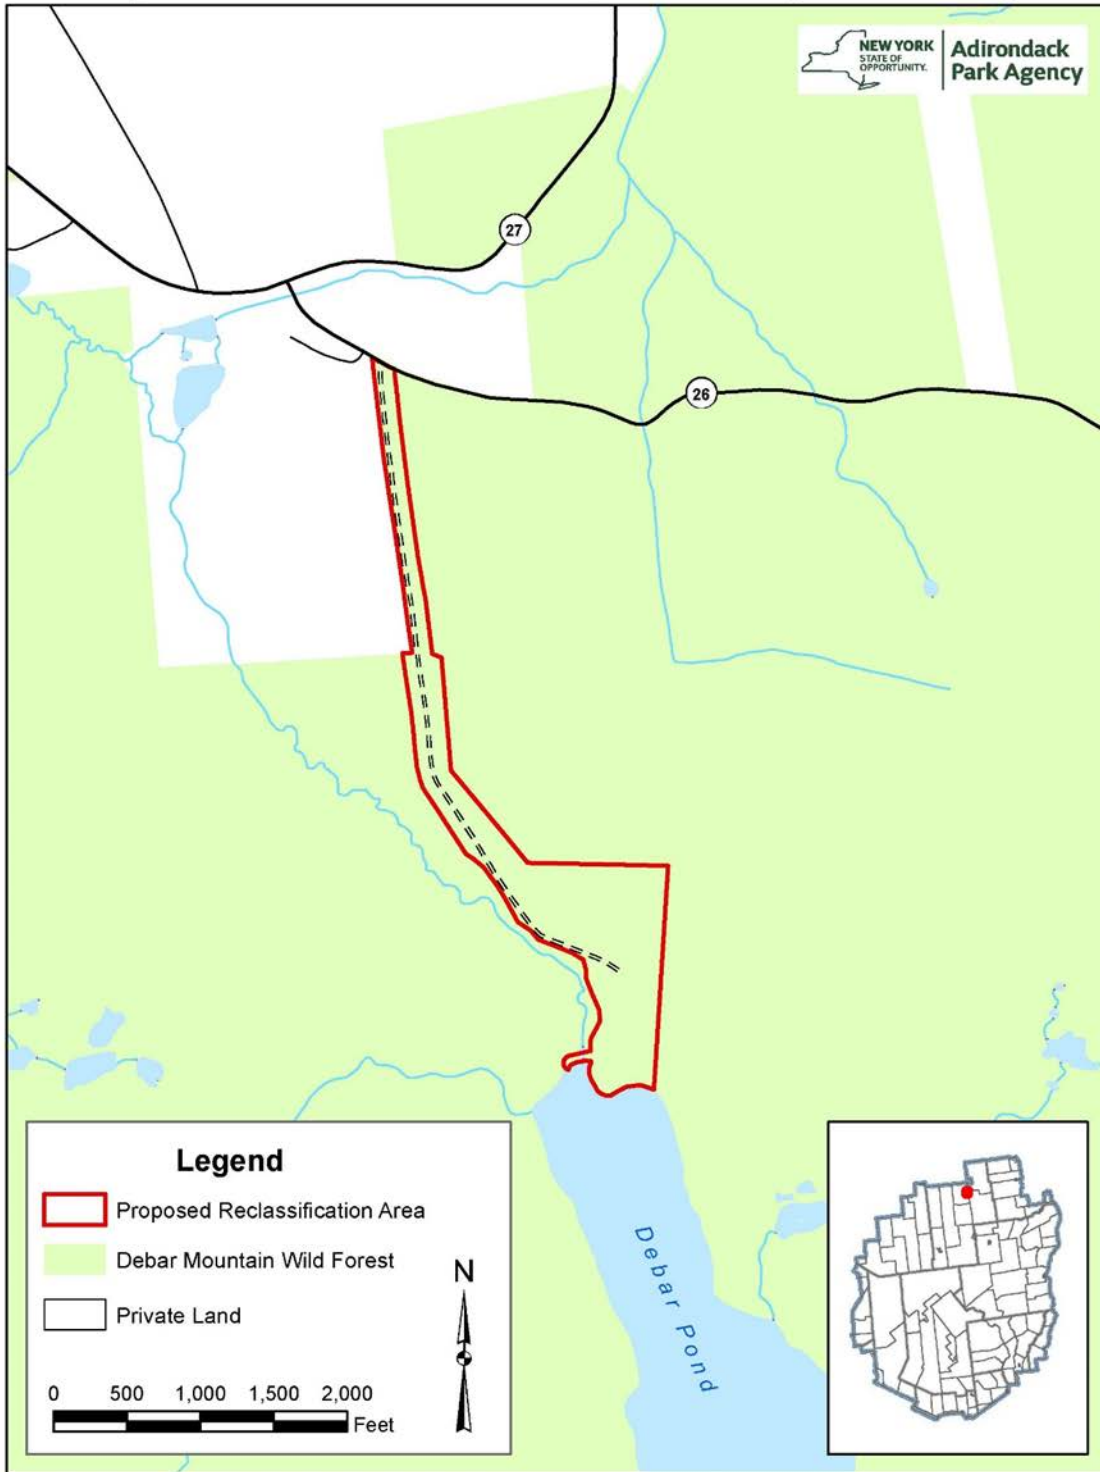 NEW YORK
STATE OF
OPPORTUNITY.
Adirondack
Park Agency
27
26
Debar Pond
Legend
Proposed Reclassification Area
Debar Mountain Wild Forest
Private Land
N
0 500 1,000 1,500 2,000
Feet